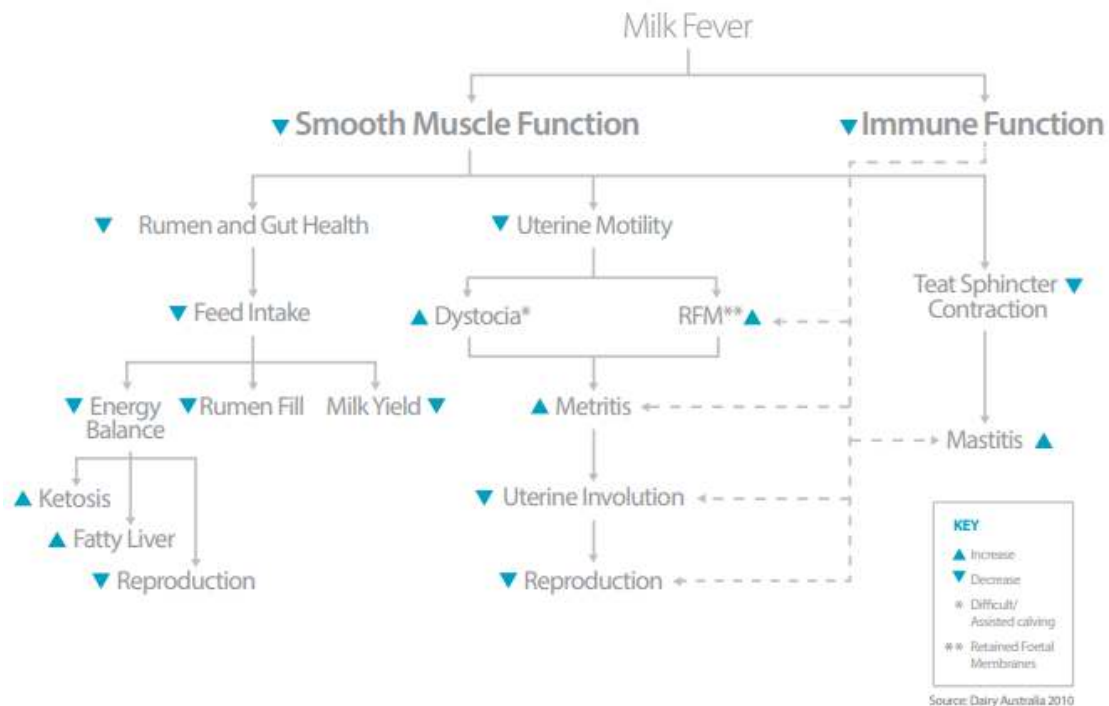 Milk Fever
▼ Smooth Muscle Function
▼ Immune Function
▼ Rumen and Gut Health
▼ Uterine Motility
Teat Sphincter ▼
Contraction
▼ Feed Intake
▲ Dystocia*
RFM** ▲
▼ Energy
Balance
▼ Rumen Fill
Milk Yield ▼
▲ Metritis
Mastitis ▲
▲ Ketosis
▼ Uterine Involution
▲ Fatty Liver
▼ Reproduction
▼ Reproduction
KEY
▲ Increase
▼ Decrease
* Difficult/
Assisted calving
** Retained Foetal
Membranes
Source: Dairy Australia 2010